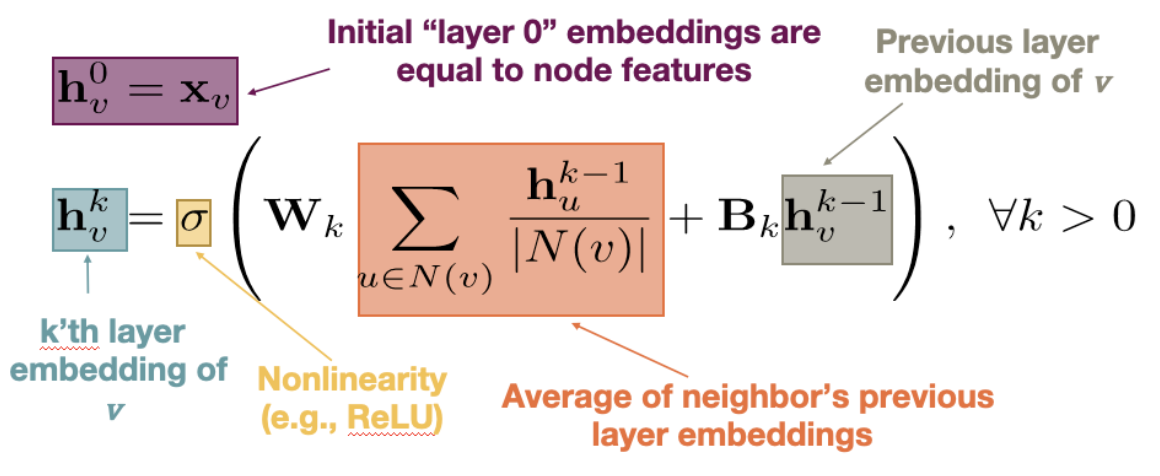 Initial “layer 0” embeddings are
equal to node features
Previous layer
embedding of v
h_v^0 = x_v
h_v^k = σ ( W_k ∑_{u∈N(v)} h_u^{k−1} / |N(v)| + B_k h_v^{k−1} ) , ∀k > 0
k’th layer
embedding of
v
Nonlinearity
(e.g., ReLU)
Average of neighbor’s previous
layer embeddings